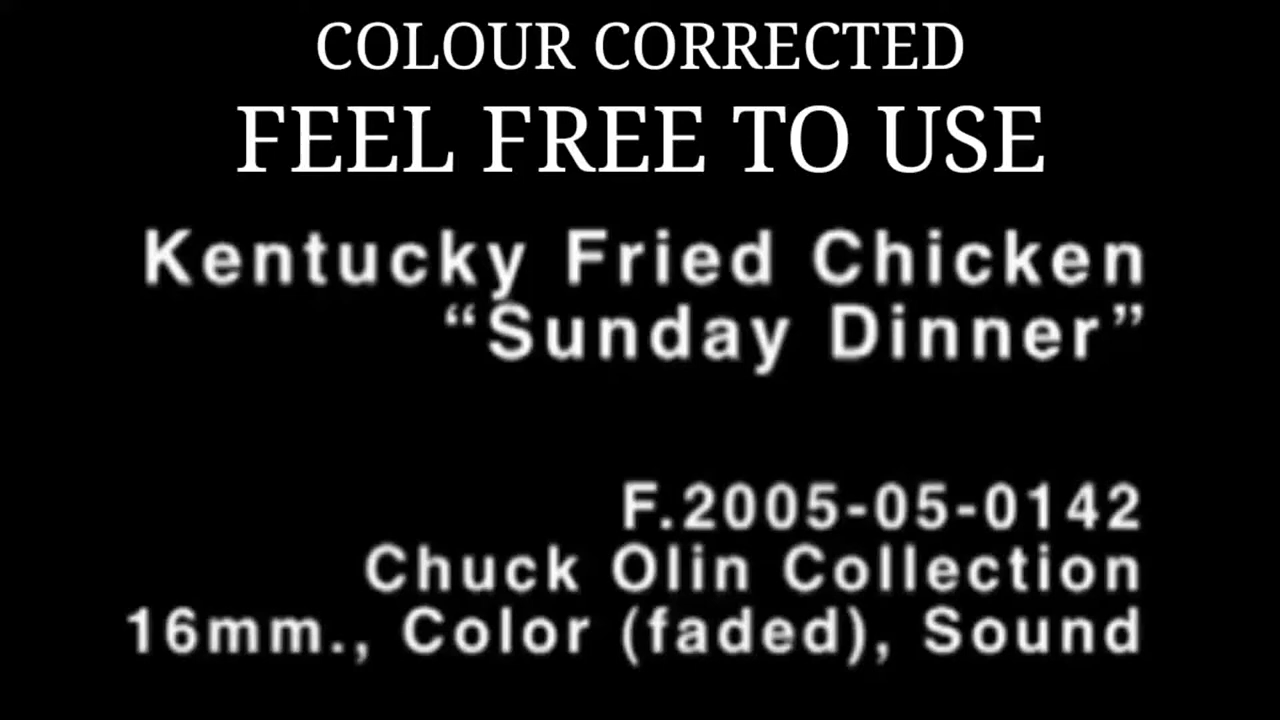 COLOUR CORRECTED
FEEL FREE TO USE
Kentucky Fried Chicken
“Sunday Dinner”
F.2005-05-0142
Chuck Olin Collection
16mm., Color (faded), Sound